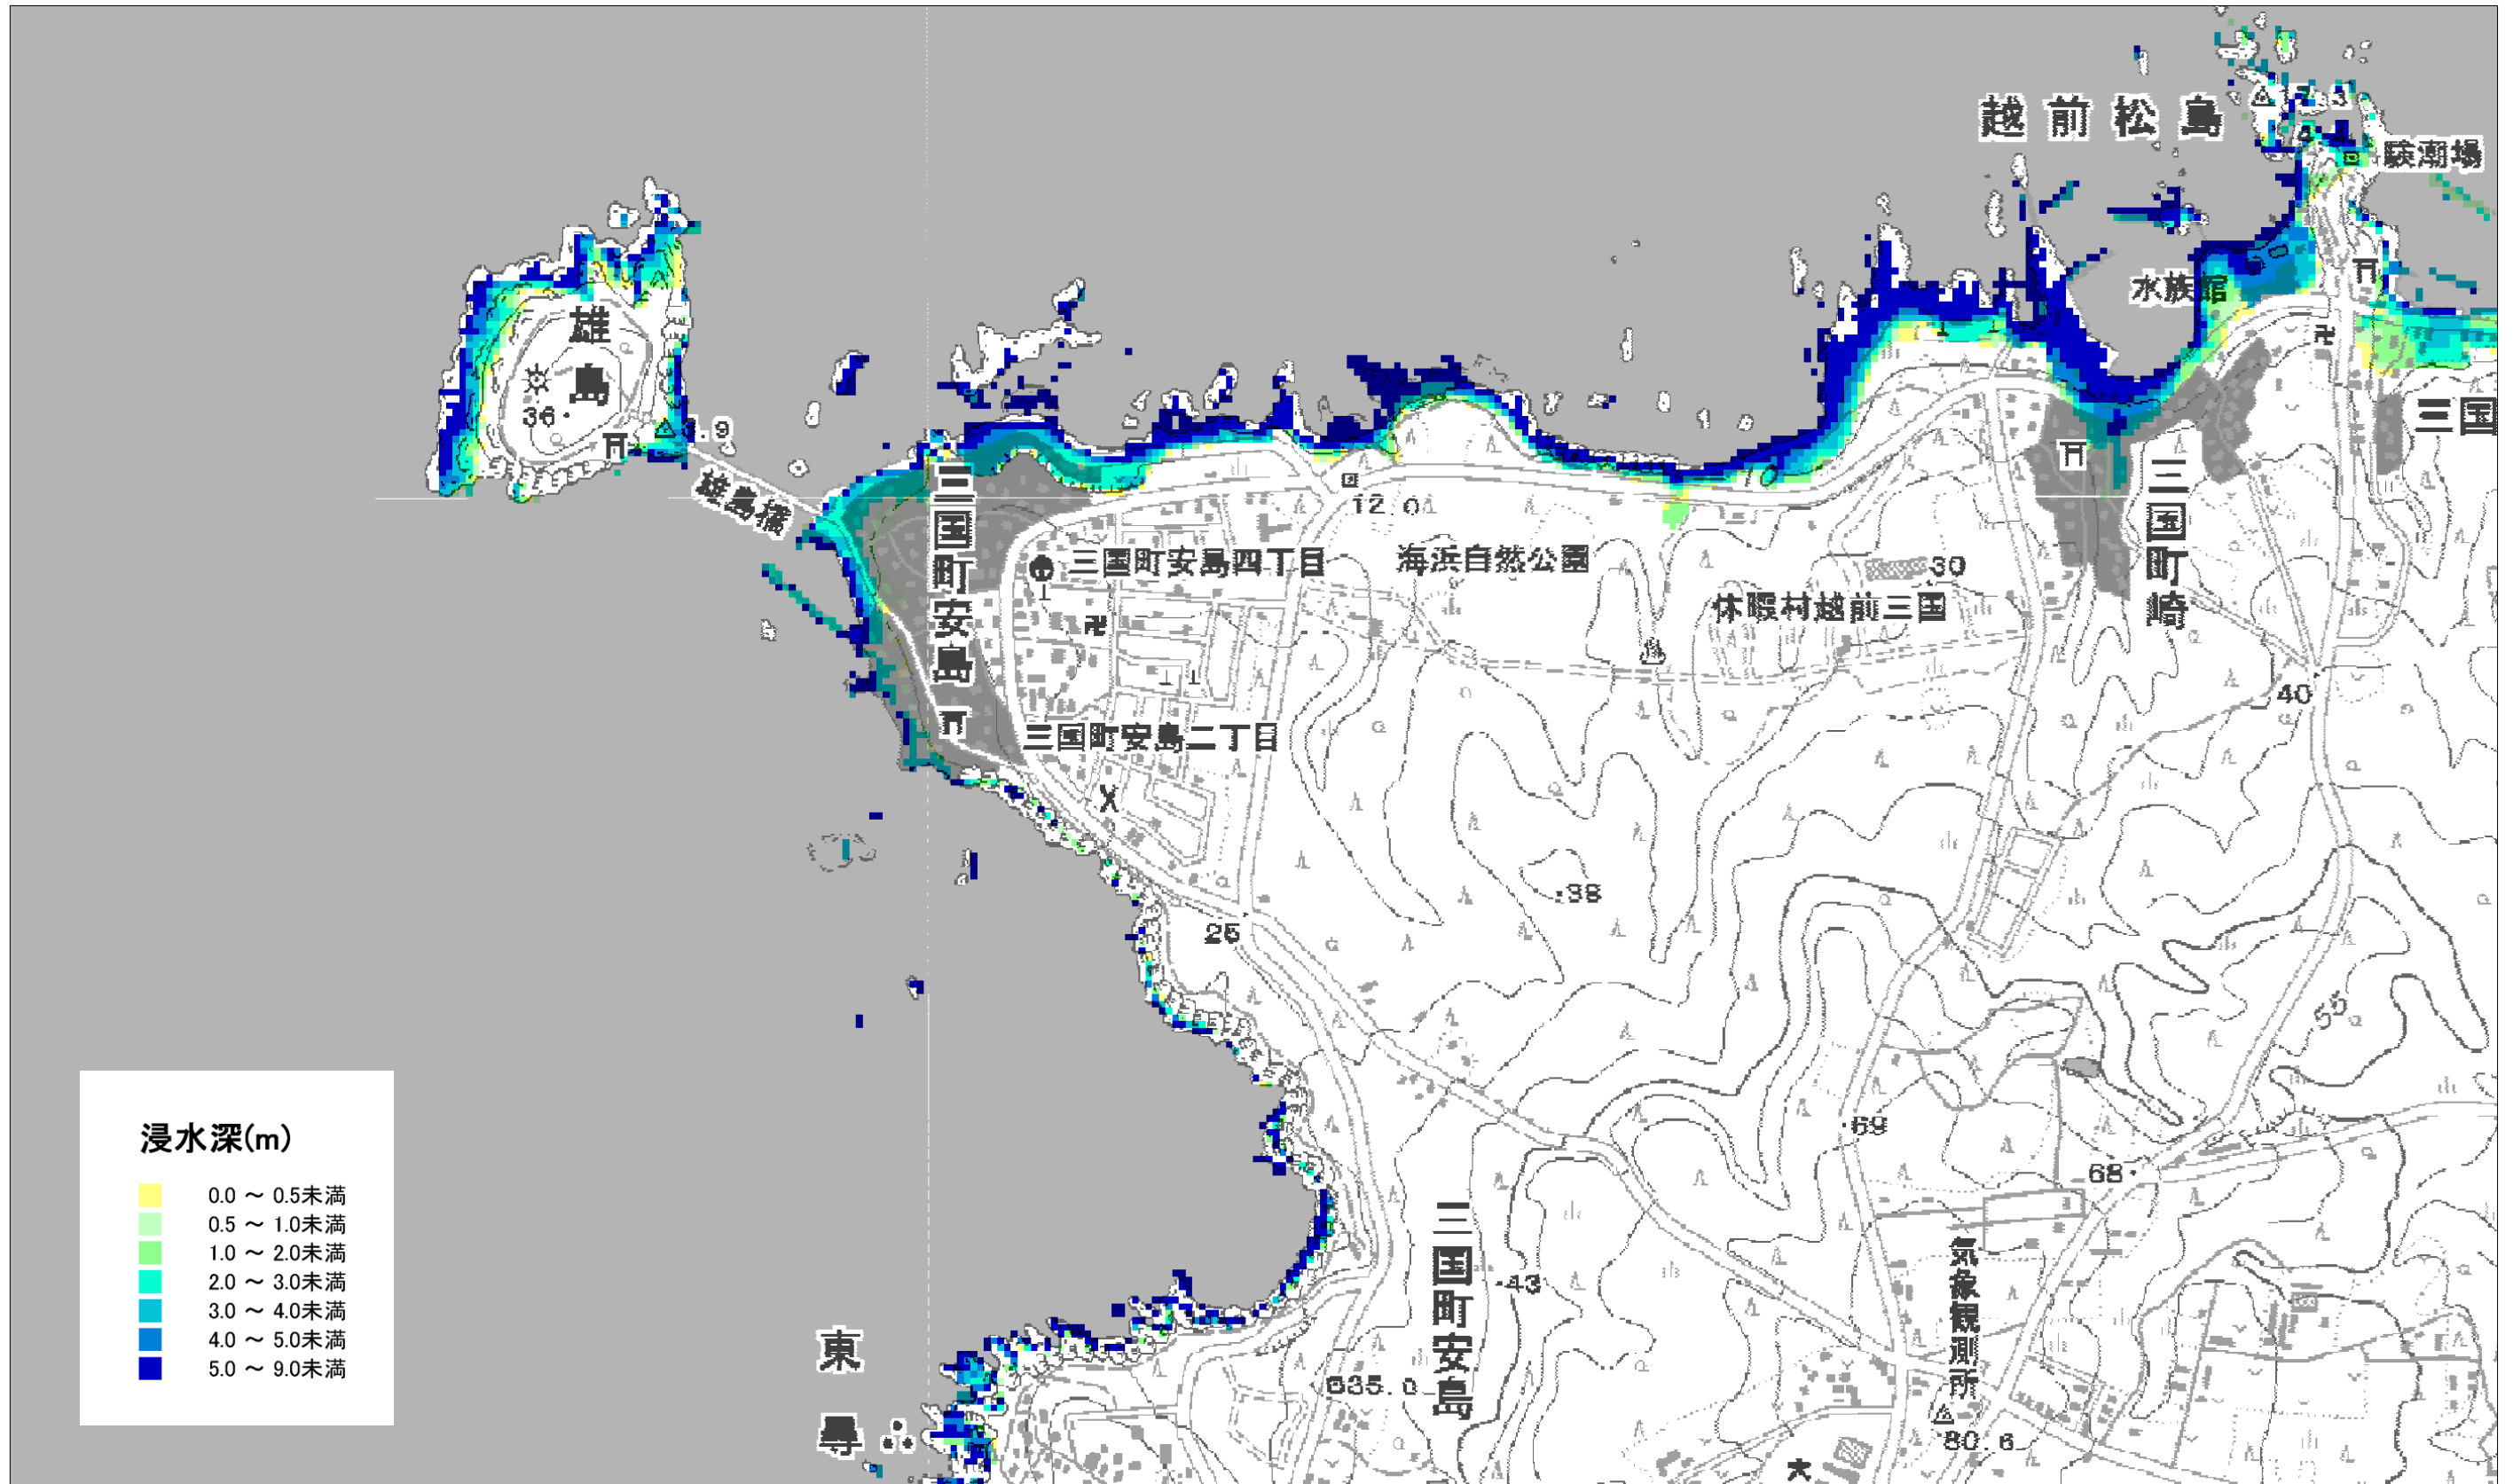 越前松島
験潮場
水族館
雄島
36
3.9
雄島橋
三国
三国町崎
三国町安島
12.0
10
三国町安島四丁目
海浜自然公園
休暇村越前三国
30
40
三国町安島二丁目
38
25
55
69
68
三国町安島
43
気象観測所
635.0
80.6
大
東尋
浸水深(m)
0.0 ～ 0.5未満
0.5 ～ 1.0未満
1.0 ～ 2.0未満
2.0 ～ 3.0未満
3.0 ～ 4.0未満
4.0 ～ 5.0未満
5.0 ～ 9.0未満